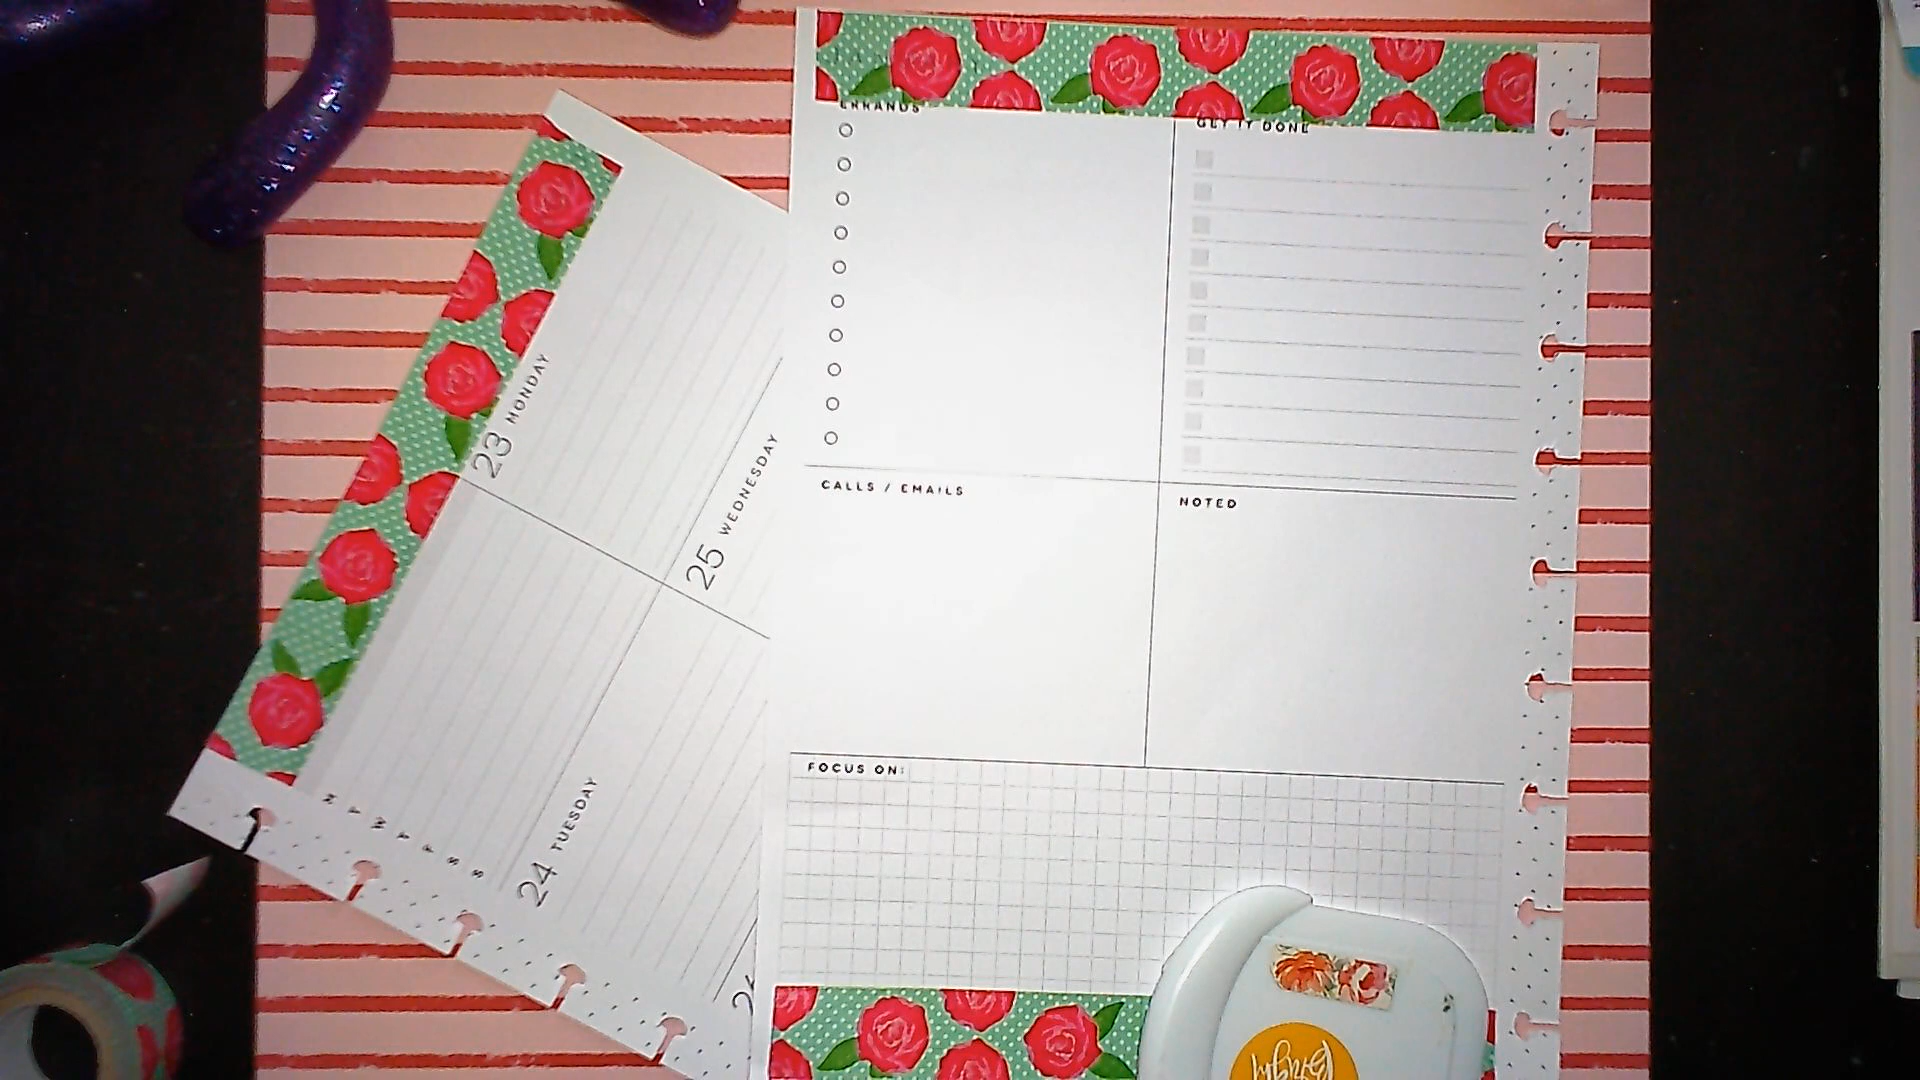 ERRANDS
GET IT DONE
CALLS / EMAILS
NOTED
FOCUS ON:
23 MONDAY
25 WEDNESDAY
24 TUESDAY
M T W T F S S